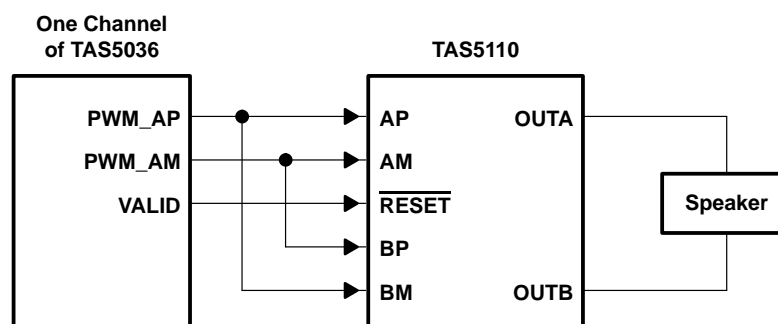 One Channel
of TAS5036
TAS5110
PWM_AP
AP
OUTA
PWM_AM
AM
VALID
RESET
Speaker
BP
BM
OUTB